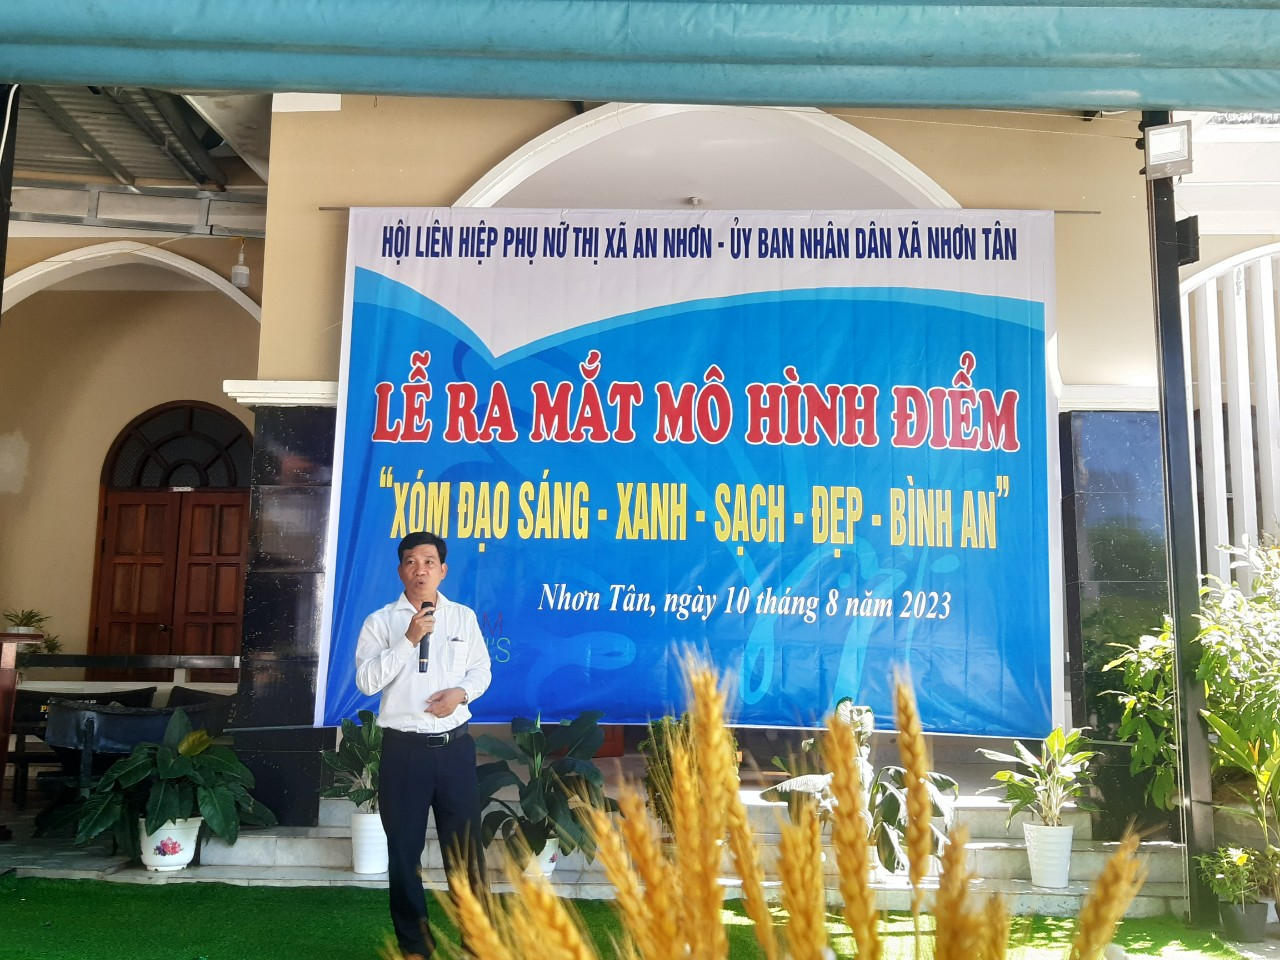 HỘI LIÊN HIỆP PHỤ NỮ THỊ XÃ AN NHƠN - ỦY BAN NHÂN DÂN XÃ NHƠN TÂN
LỄ RA MẮT MÔ HÌNH ĐIỂM
“XÓM ĐẠO SÁNG - XANH - SẠCH - ĐẸP - BÌNH AN”
Nhơn Tân, ngày 10 tháng 8 năm 2023